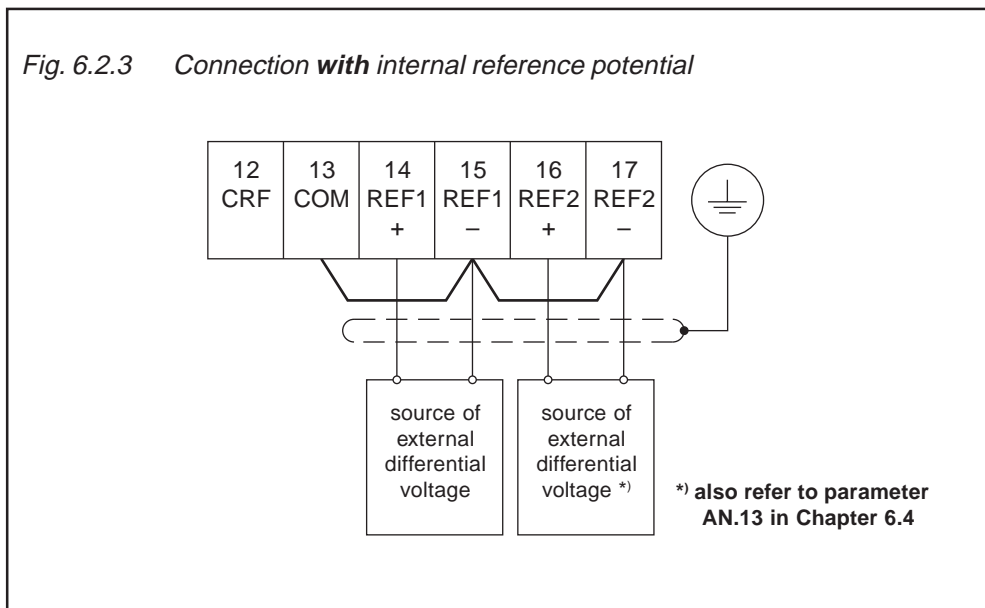 Fig. 6.2.3 Connection with internal reference potential
12 13 14 15 16 17
CRF COM REF1 REF1 REF2 REF2
+ – + –
source of
external
differential
voltage
source of
external
differential
voltage *)
*) also refer to parameter
AN.13 in Chapter 6.4